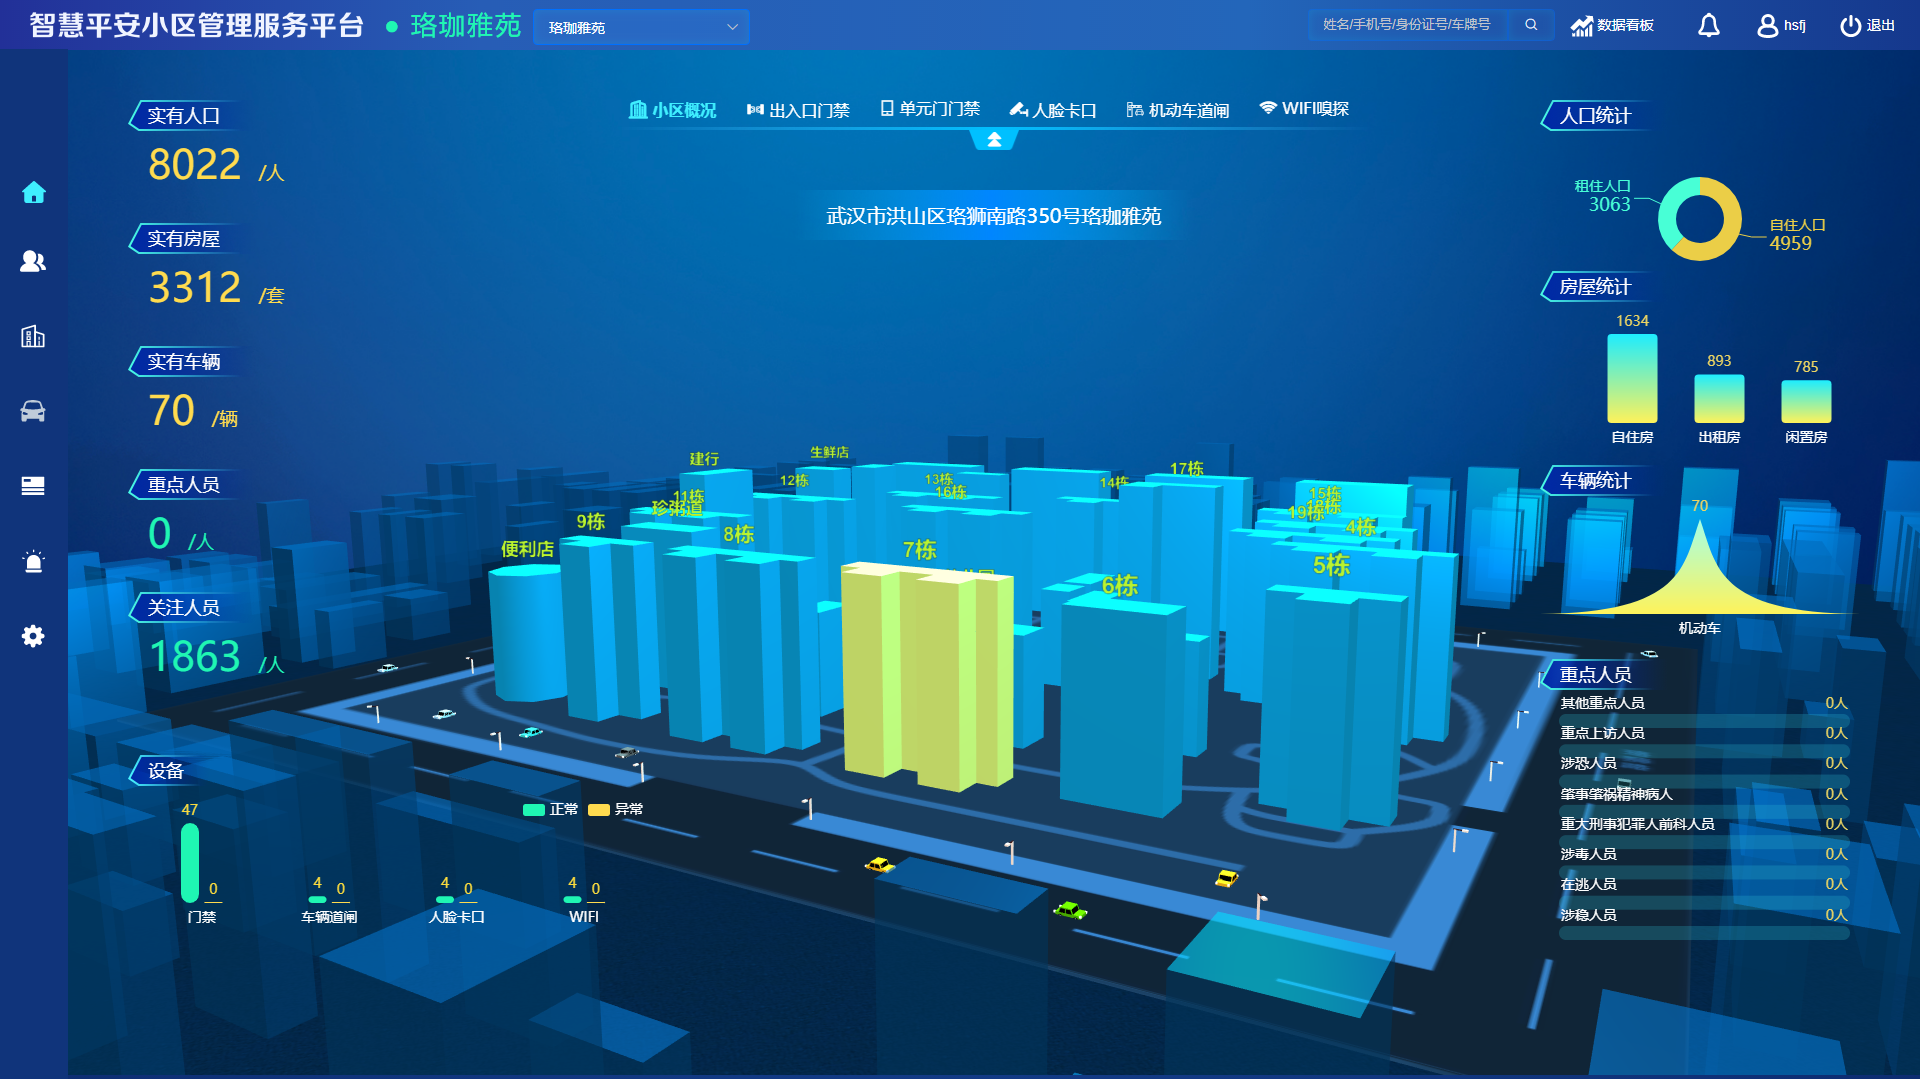 智慧平安小区管理服务平台
珞珈雅苑
珞珈雅苑
姓名/手机号/身份证号/车牌号
数据看板
hsfj
退出
小区概况
出入口门禁
单元门门禁
人脸卡口
机动车道闸
WIFI嗅探
武汉市洪山区珞狮南路350号珞珈雅苑
实有人口
8022 /人
实有房屋
3312 /套
实有车辆
70 /辆
重点人员
0 /人
关注人员
1863 /人
设备
正常
异常
47
0
门禁
4
0
车辆道闸
4
0
人脸卡口
4
0
WIFI
建行
生鲜店
12栋
13栋
16栋
14栋
17栋
11栋
珍粥道
9栋
8栋
便利店
7栋
6栋
15栋
19栋
4栋
5栋
人口统计
租住人口
3063
自住人口
4959
房屋统计
1634
893
785
自住房
出租房
闲置房
车辆统计
70
机动车
重点人员
其他重点人员 0人
重点上访人员 0人
涉恐人员 0人
肇事肇祸精神病人 0人
重大刑事犯罪人前科人员 0人
涉毒人员 0人
在逃人员 0人
涉稳人员 0人